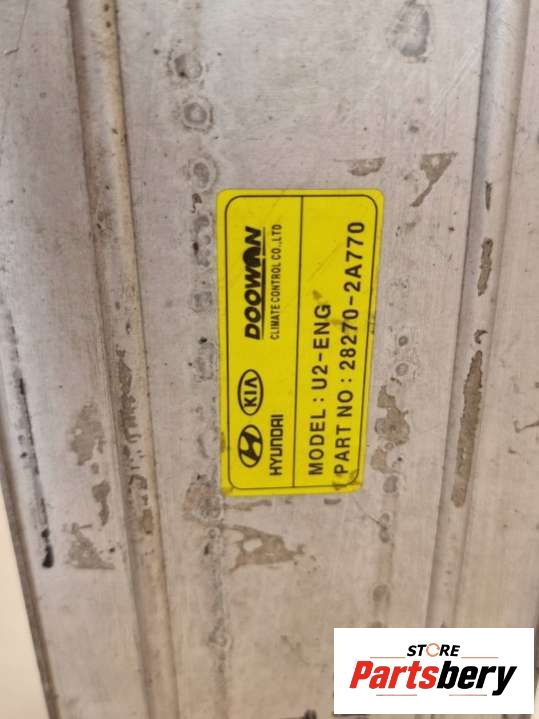 HYUNDAI
KIA
DOOWON
CLIMATE CONTROL CO.,LTD
MODEL : U2-ENG
PART NO : 28270-2A770
STORE
Partsbery